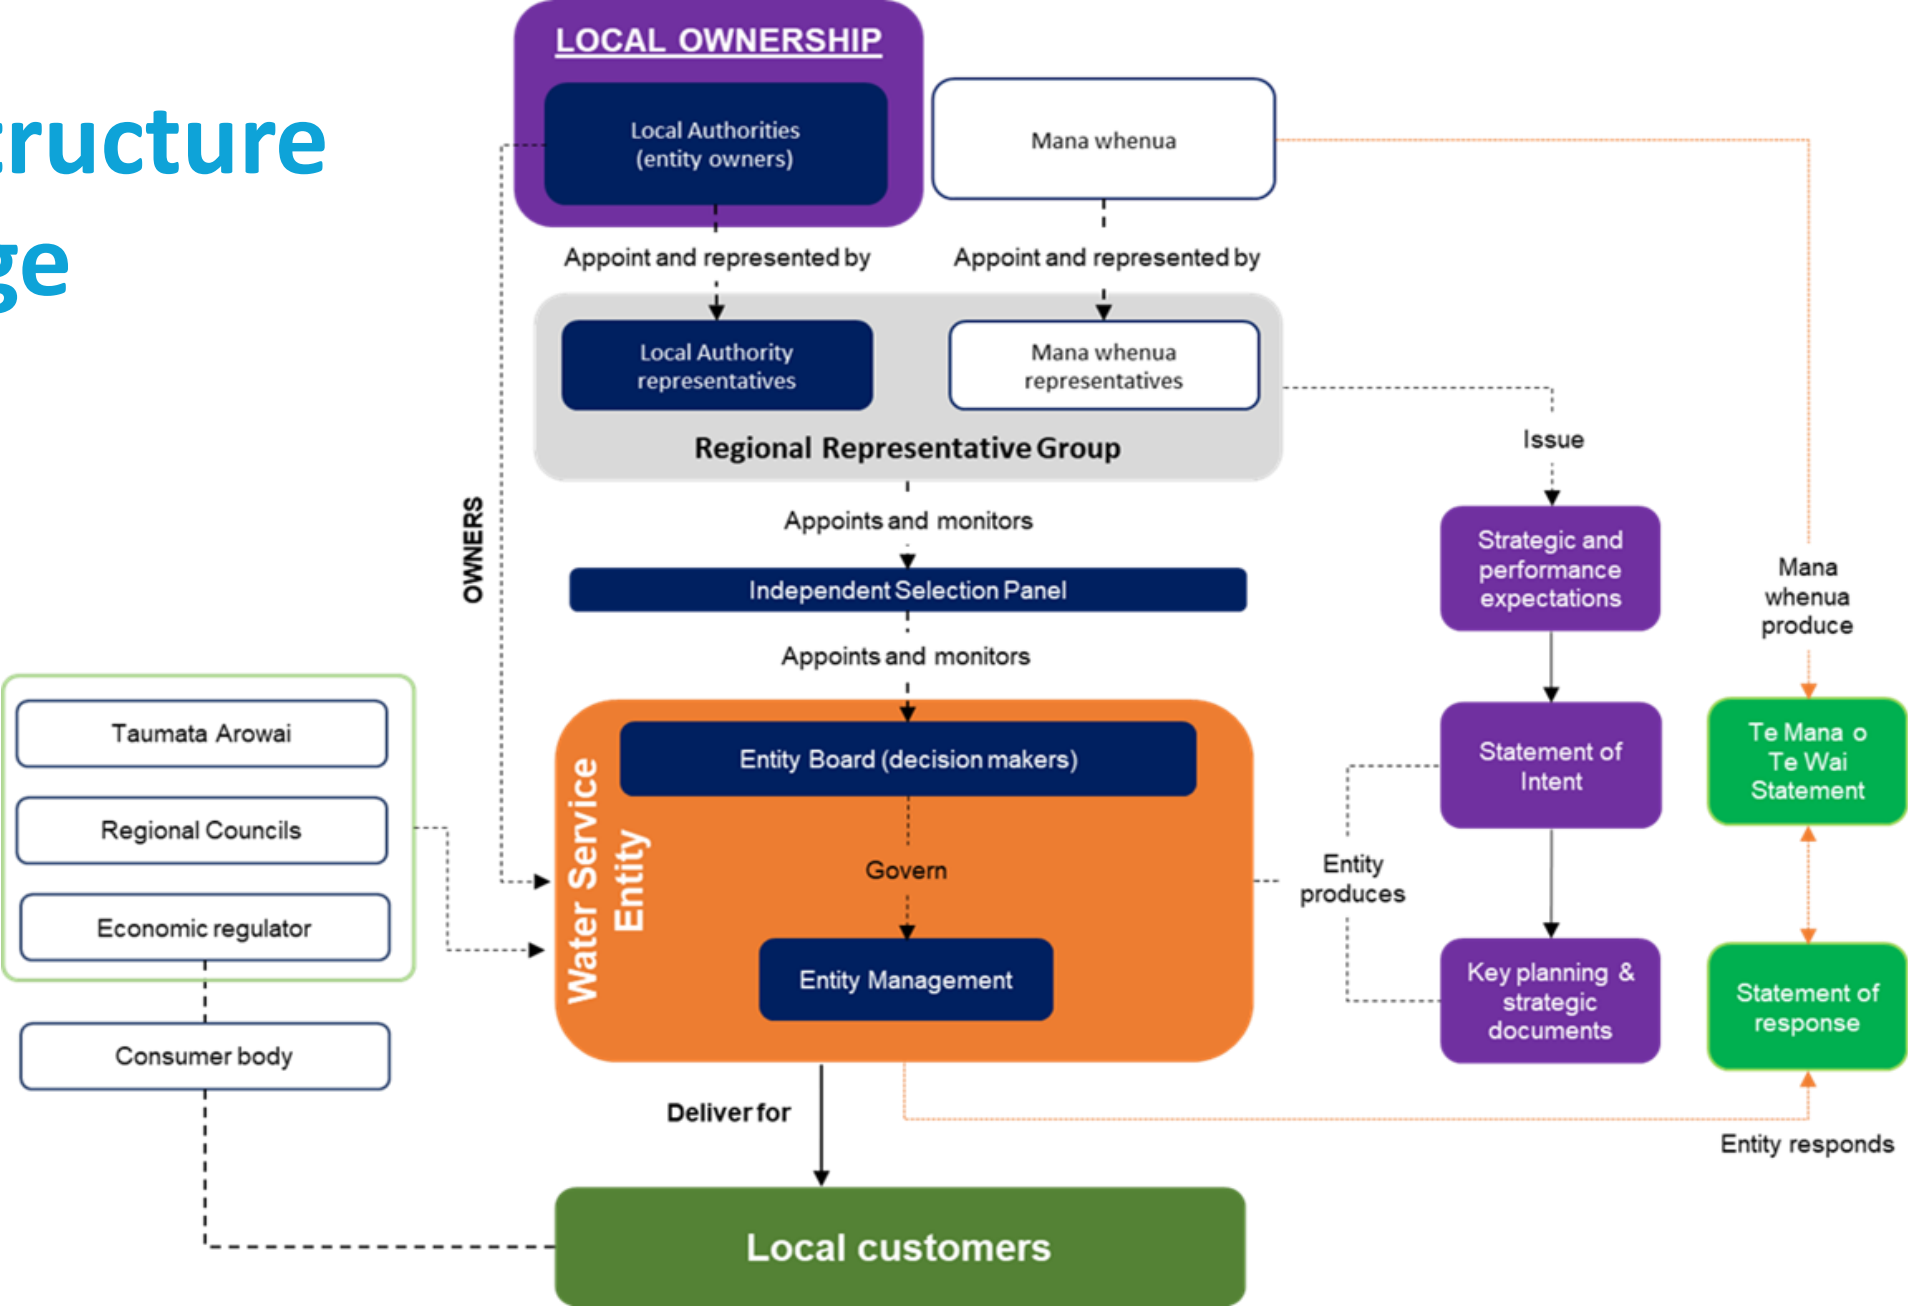 tructure
ge
LOCAL OWNERSHIP
Local Authorities
(entity owners)
Mana whenua
Appoint and represented by
Appoint and represented by
Local Authority
representatives
Mana whenua
representatives
Regional Representative Group
Issue
OWNERS
Appoints and monitors
Independent Selection Panel
Appoints and monitors
Strategic and
performance
expectations
Mana
whenua
produce
Taumata Arowai
Regional Councils
Economic regulator
Consumer body
Water Service
Entity
Entity Board (decision makers)
Govern
Entity Management
Entity
produces
Statement of
Intent
Te Mana o
Te Wai
Statement
Key planning &
strategic
documents
Statement of
response
Deliver for
Entity responds
Local customers